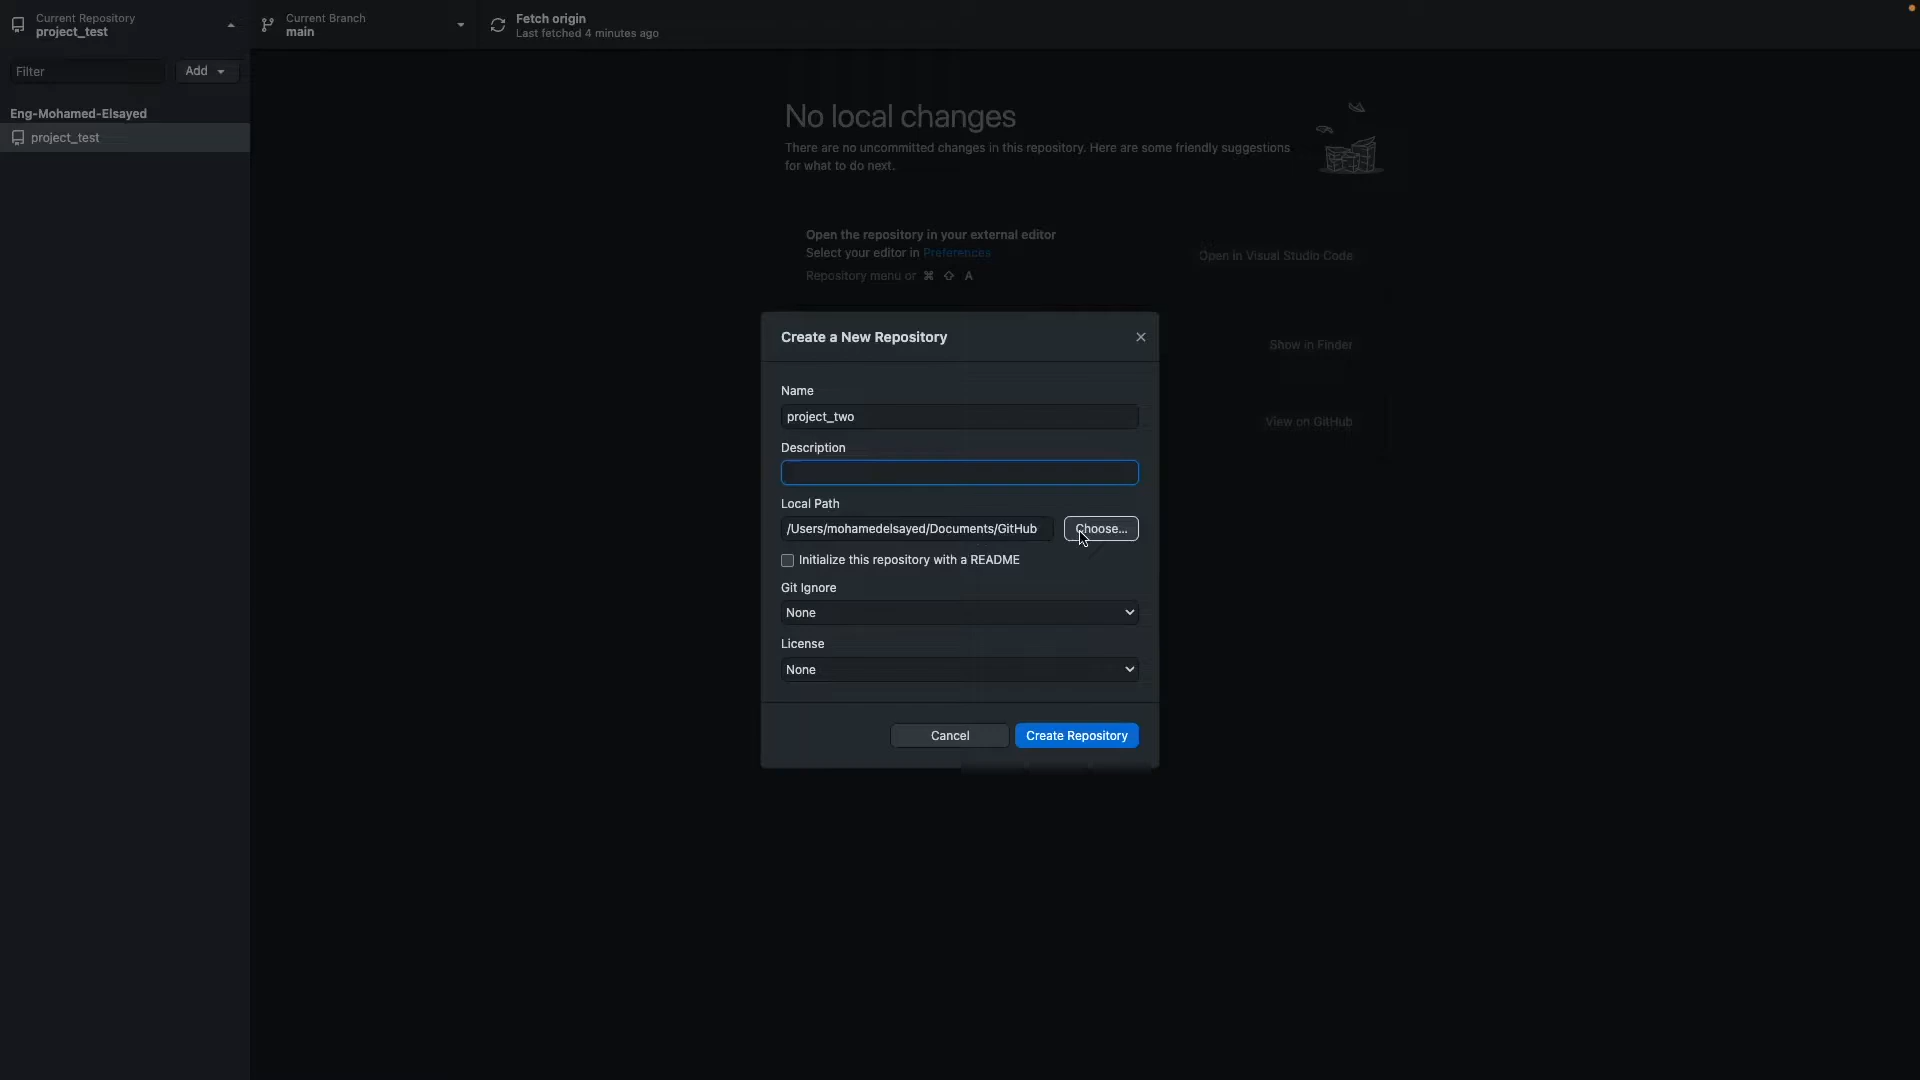 Current Repository
project_test
Current Branch
main
Fetch origin
Last fetched 4 minutes ago
Filter
Add
Eng-Mohamed-Elsayed
project_test
No local changes
There are no uncommitted changes in this repository. Here are some friendly suggestions
for what to do next.
Open the repository in your external editor
Select your editor in Preferences
Repository menu or ⌘ ⇧ A
Open in Visual Studio Code
Show in Finder
View on GitHub
Create a New Repository
Name
project_two
Description
Local Path
/Users/mohamedelsayed/Documents/GitHub
Choose...
Initialize this repository with a README
Git Ignore
None
License
None
Cancel
Create Repository